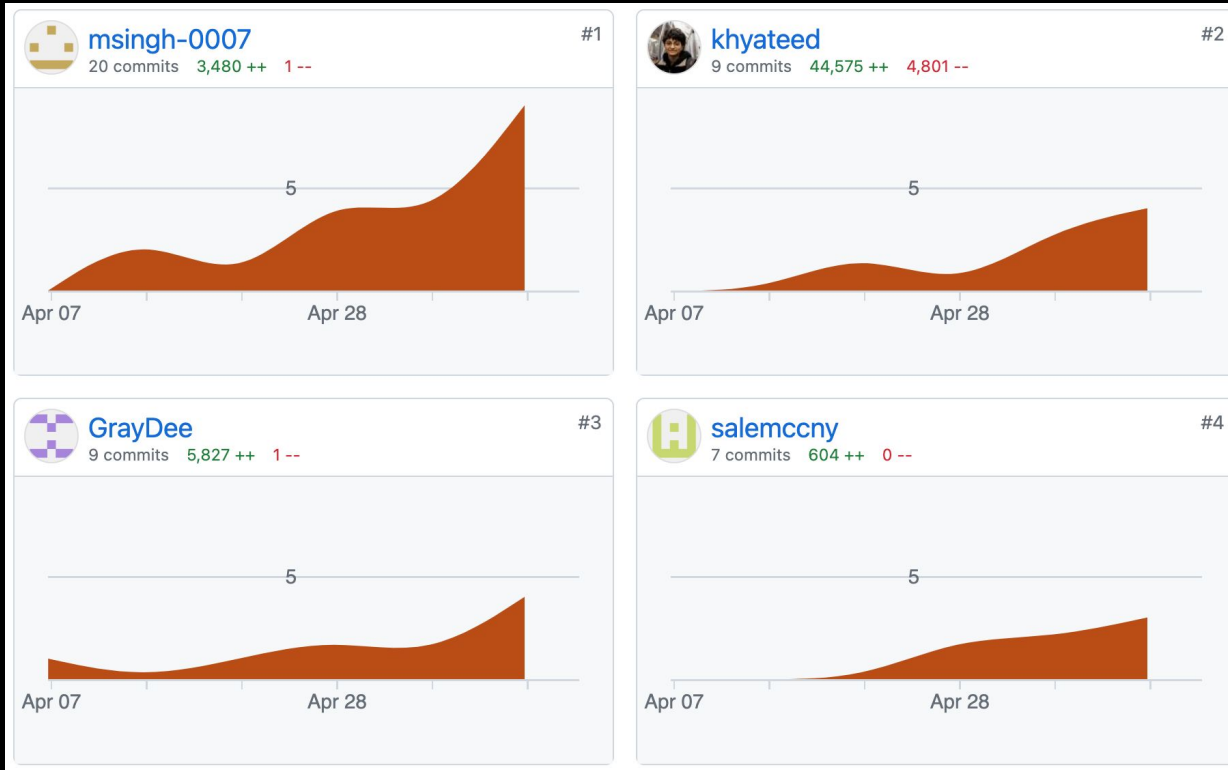 msingh-0007 #1
20 commits 3,480 ++ 1 --
5
Apr 07 Apr 28
khyateed #2
9 commits 44,575 ++ 4,801 --
5
Apr 07 Apr 28
GrayDee #3
9 commits 5,827 ++ 1 --
5
Apr 07 Apr 28
salemccny #4
7 commits 604 ++ 0 --
5
Apr 07 Apr 28